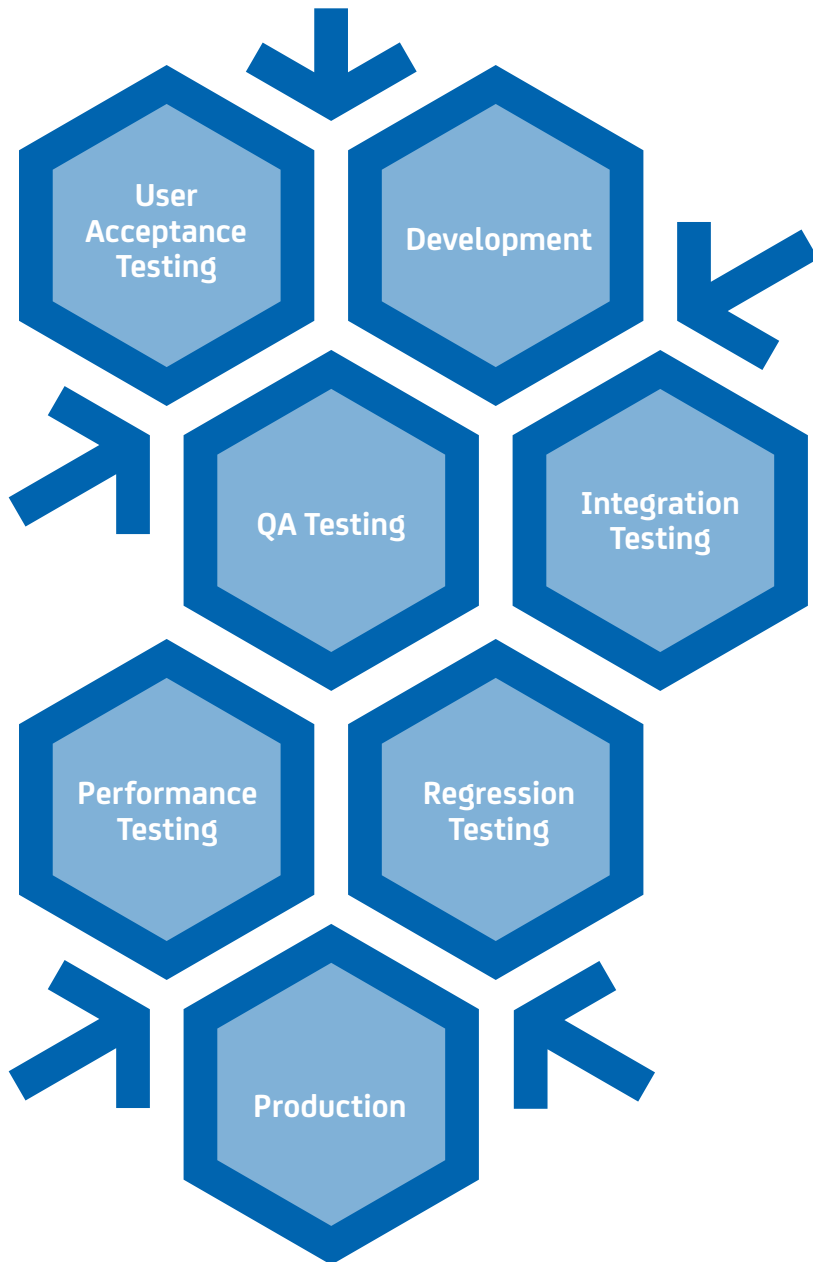 User
Acceptance
Testing
Development
QA Testing
Integration
Testing
Performance
Testing
Regression
Testing
Production